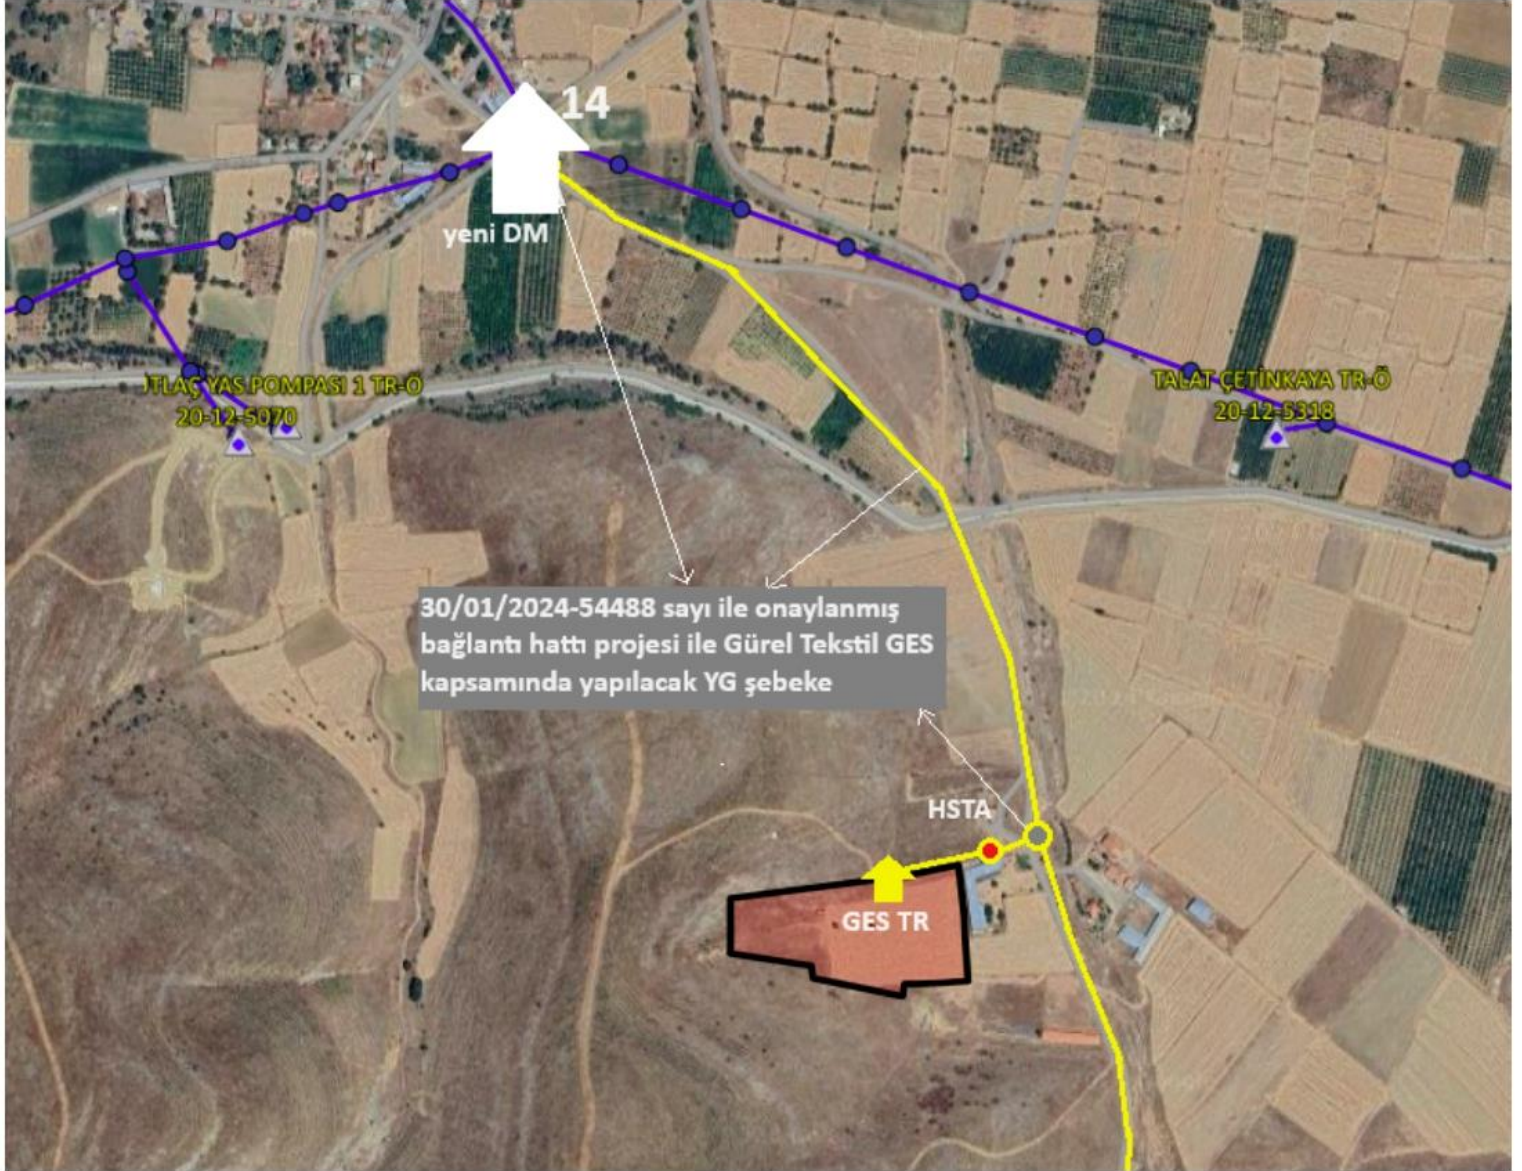 14
yeni DM
İTLAÇ YAS POMPASI 1 TR-Ö
20-12-5070
TALAT ÇETİNKAYA TR-Ö
20-12-5318
30/01/2024-54488 sayı ile onaylanmış
bağlantı hattı projesi ile Gürel Tekstil GES
kapsamında yapılacak YG şebeke
HSTA
GES TR